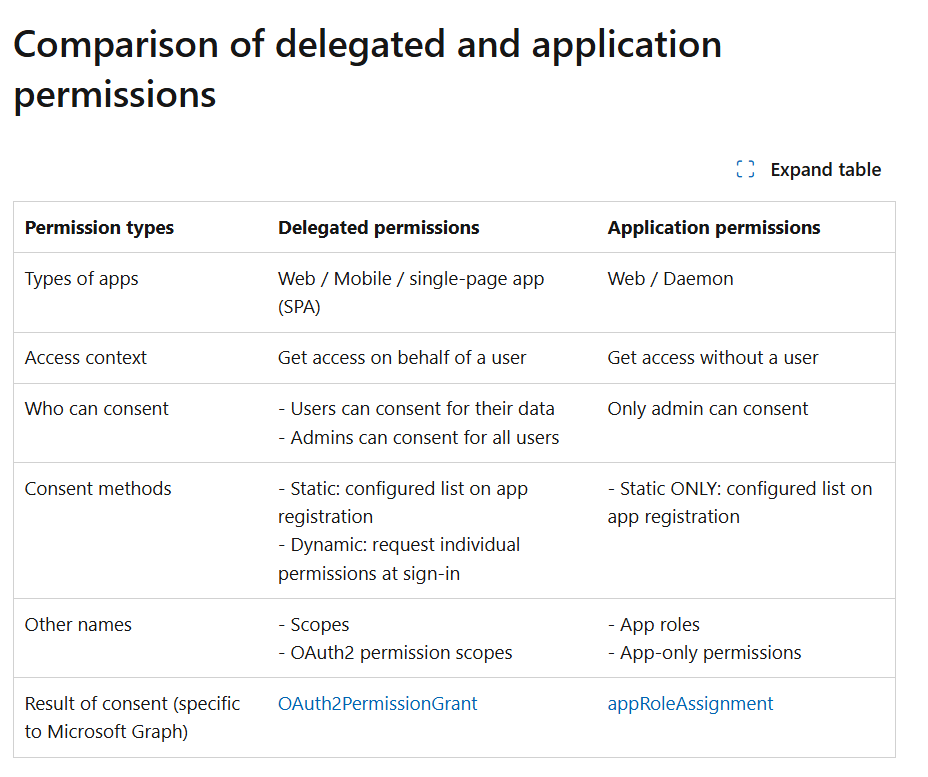 Comparison of delegated and application
permissions
Expand table
Permission types Delegated permissions Application permissions
Types of apps Web / Mobile / single-page app Web / Daemon
(SPA)
Access context Get access on behalf of a user Get access without a user
Who can consent - Users can consent for their data Only admin can consent
- Admins can consent for all users
Consent methods - Static: configured list on app - Static ONLY: configured list on
registration app registration
- Dynamic: request individual
permissions at sign-in
Other names - Scopes - App roles
- OAuth2 permission scopes - App-only permissions
Result of consent (specific OAuth2PermissionGrant appRoleAssignment
to Microsoft Graph)